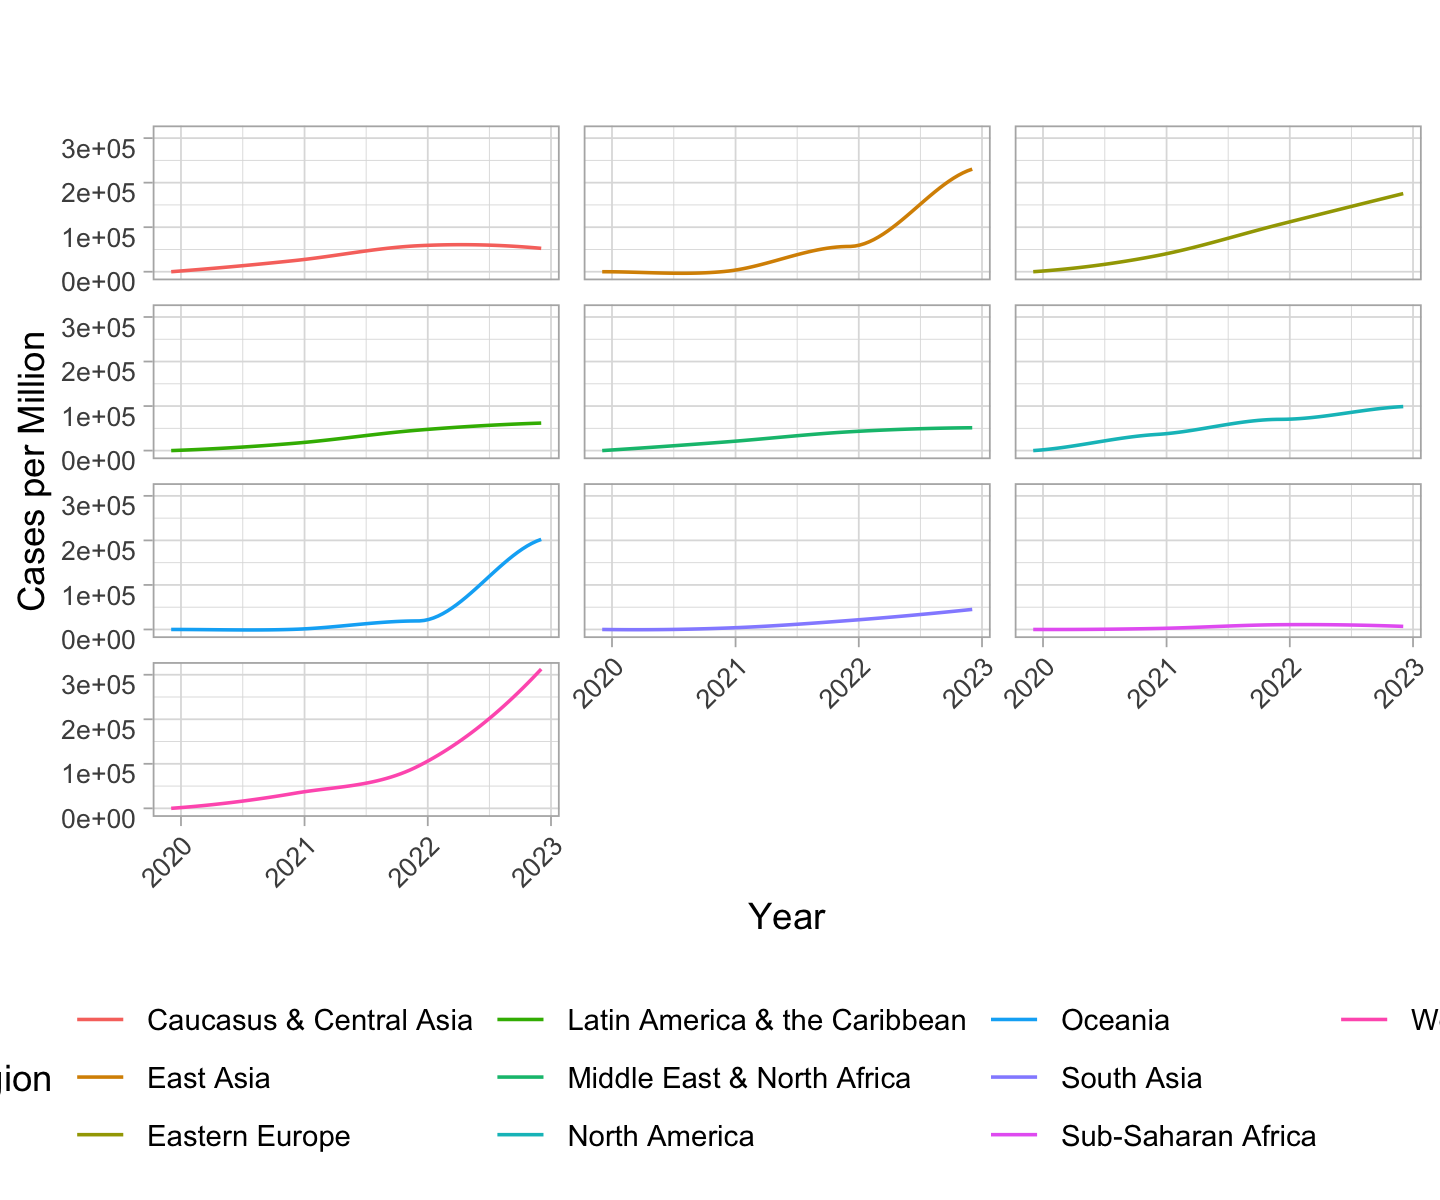 3e+05
2e+05
1e+05
0e+00
3e+05
2e+05
1e+05
0e+00
3e+05
2e+05
1e+05
0e+00
3e+05
2e+05
1e+05
0e+00
Cases per Million
2020 2021 2022 2023 2020 2021 2022 2023
2020 2021 2022 2023
Year
Caucasus & Central Asia Latin America & the Caribbean Oceania
East Asia Middle East & North Africa South Asia
Eastern Europe North America Sub-Saharan Africa